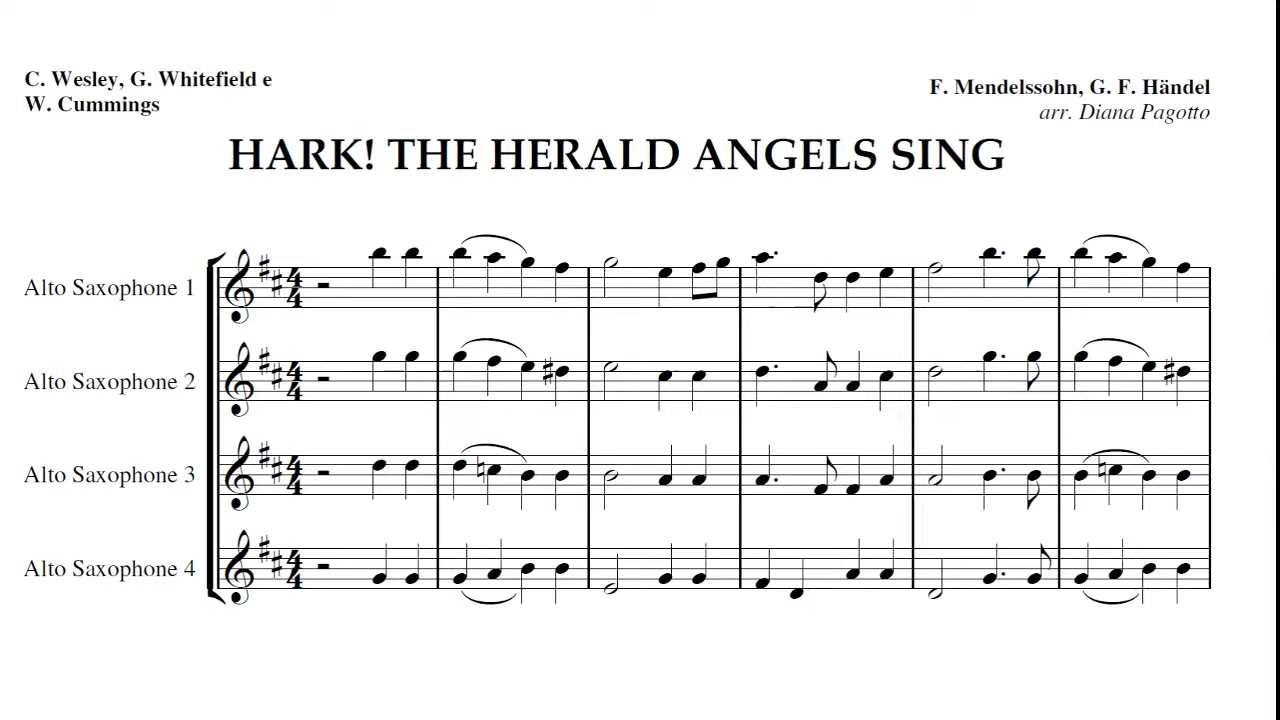 C. Wesley, G. Whitefield e
W. Cummings
F. Mendelssohn, G. F. Händel
arr. Diana Pagotto
HARK! THE HERALD ANGELS SING
Alto Saxophone 1
Alto Saxophone 2
Alto Saxophone 3
Alto Saxophone 4